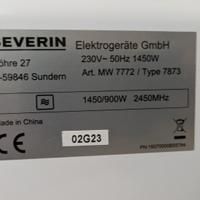 SEVERIN Elektrogeräte GmbH
öhre 27 230V~ 50Hz 1450W
-59846 Sundern Art. MW 7772 / Type 7873
1450/900W 2450MHz
ade in China
02G23
CE